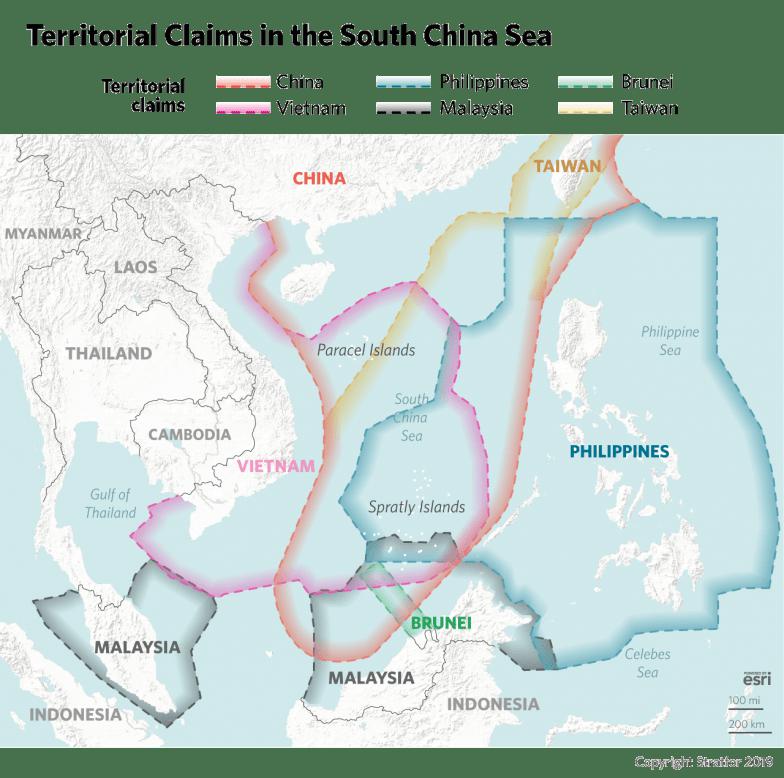 Territorial Claims in the South China Sea
Territorial
claims
China
Philippines
Brunei
Vietnam
Malaysia
Taiwan
TAIWAN
CHINA
MYANMAR
LAOS
THAILAND
Paracel Islands
Philippine
Sea
South
China
Sea
CAMBODIA
VIETNAM
PHILIPPINES
Gulf of
Thailand
Spratly Islands
BRUNEI
MALAYSIA
MALAYSIA
Celebes
Sea
INDONESIA
INDONESIA
POWERED BY
esri
100 mi
200 km
Copyright Stratfor 2019